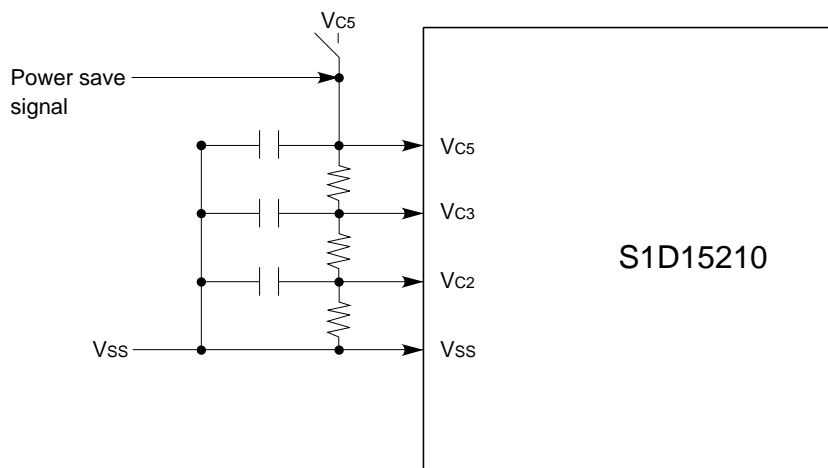 VC5
Power save
signal
VC5
VC3
S1D15210
VC2
VSS
VSS